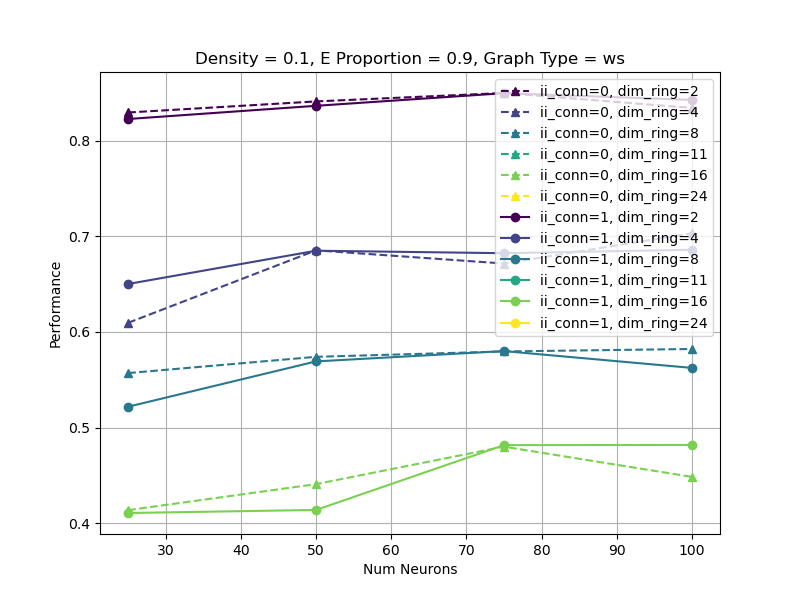 Density = 0.1, E Proportion = 0.9, Graph Type = ws
ii_conn=0, dim_ring=2
ii_conn=0, dim_ring=4
ii_conn=0, dim_ring=8
ii_conn=0, dim_ring=11
ii_conn=0, dim_ring=16
ii_conn=0, dim_ring=24
ii_conn=1, dim_ring=2
ii_conn=1, dim_ring=4
ii_conn=1, dim_ring=8
ii_conn=1, dim_ring=11
ii_conn=1, dim_ring=16
ii_conn=1, dim_ring=24
0.8
0.7
0.6
0.5
0.4
Performance
30 40 50 60 70 80 90 100
Num Neurons